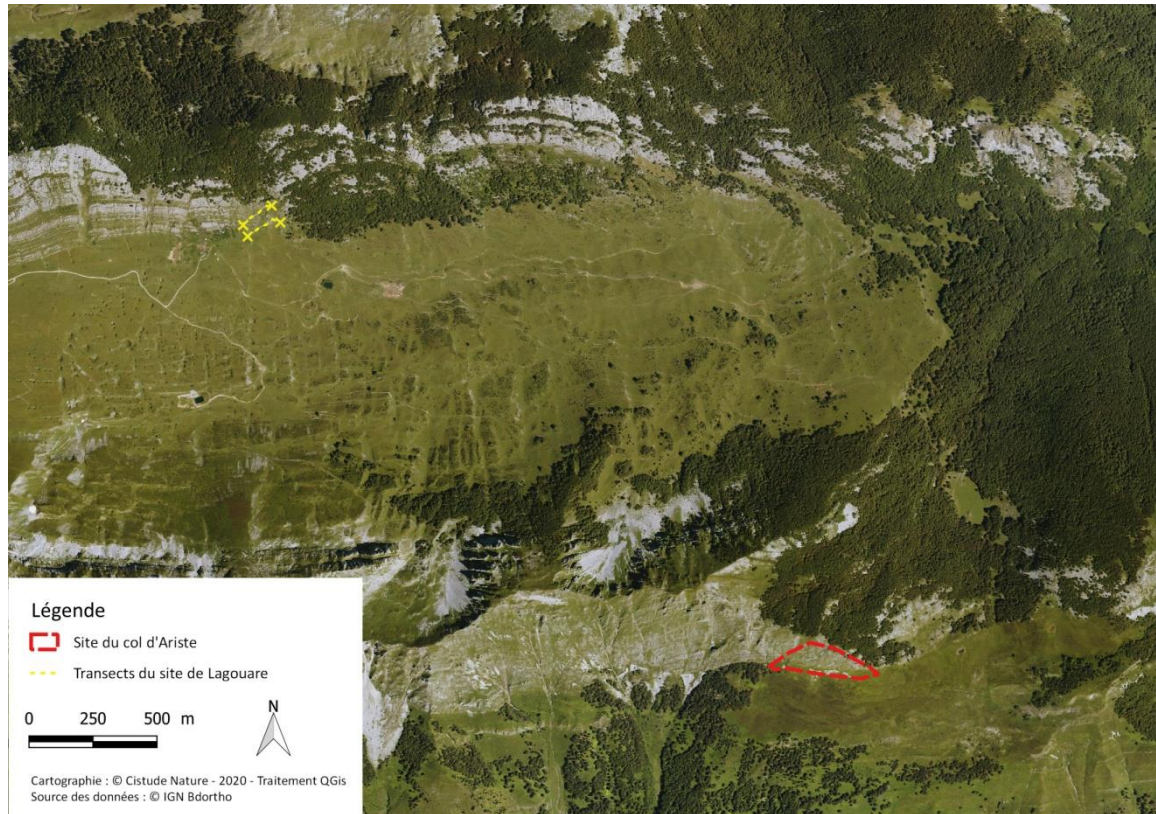 Légende
Site du col d'Ariste
Transects du site de Lagouare
0 250 500 m
N
Cartographie : © Cistude Nature - 2020 - Traitement QGis
Source des données : © IGN Bdortho